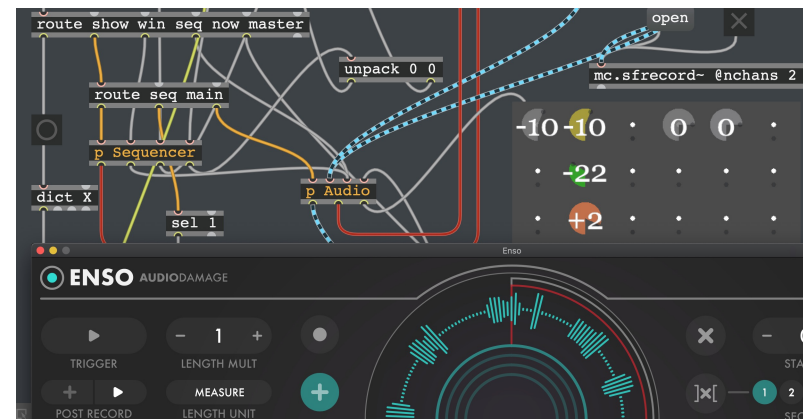 route show win seq now master
open
unpack 0 0
mc.sfrecord~ @nchans 2
route seq main
-10 -10 0 0
p Sequencer
-22
p Audio
dict X
sel 1
+2
Enso
ENSO AUDIODAMAGE
- 1 +
TRIGGER
LENGTH MULT
MEASURE
1 2
POST RECORD
LENGTH UNIT